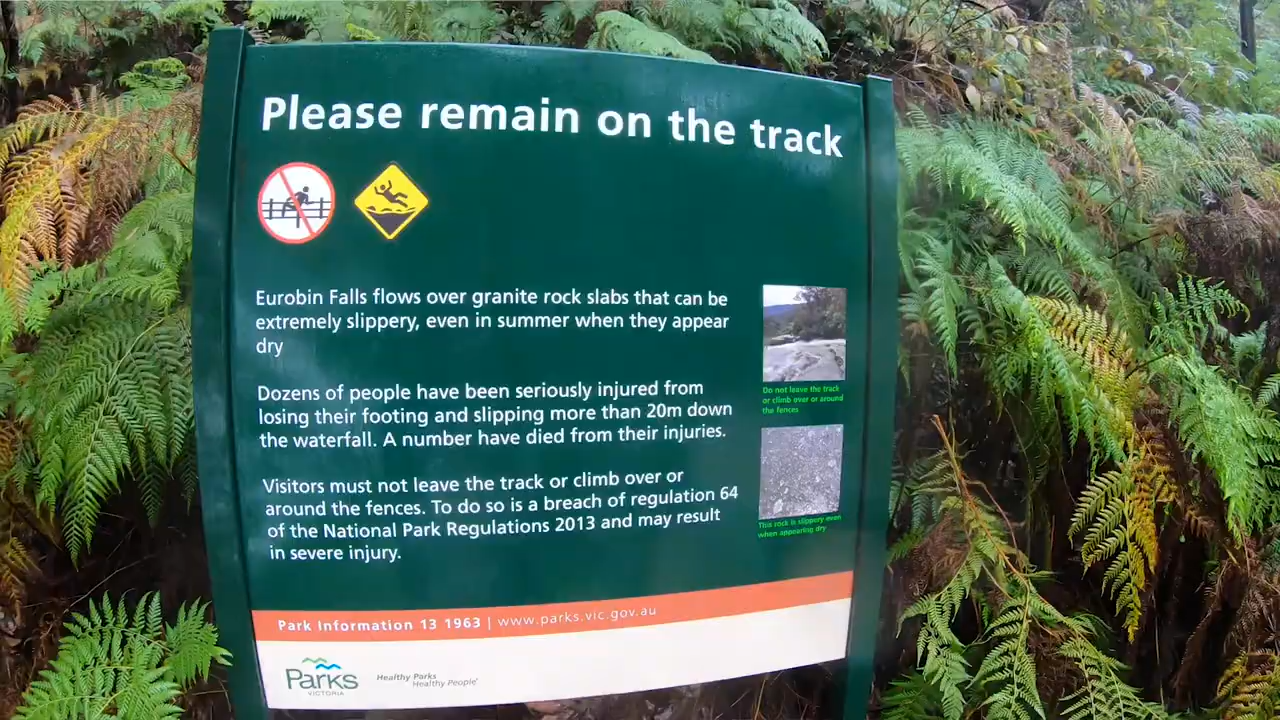 Please remain on the track
Eurobin Falls flows over granite rock slabs that can be
extremely slippery, even in summer when they appear
dry
Dozens of people have been seriously injured from
losing their footing and slipping more than 20m down
the waterfall. A number have died from their injuries.
Visitors must not leave the track or climb over or
around the fences. To do so is a breach of regulation 64
of the National Park Regulations 2013 and may result
in severe injury.
Do not leave the track
or climb over or around
the fences
This rock is slippery even
when appearing dry
Park Information 13 1963 | www.parks.vic.gov.au
Parks
VICTORIA
Healthy Parks
Healthy People